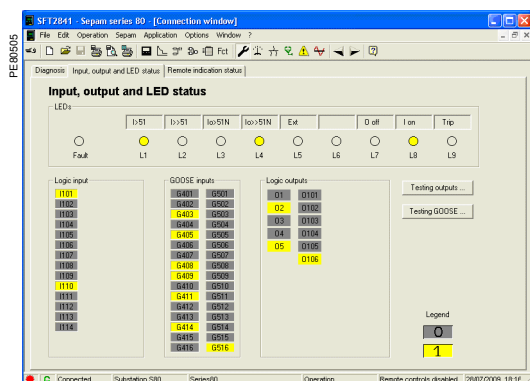 PE80505
SFT2841 - Sepam series 80 - [Connection window]
File Edit Operation Sepam Application Options Window ?
Fct
Diagnosis Input, output and LED status Remote indication status
Input, output and LED status
LEDs
I>51 I>>51 Io>51N Io>>51N Ext 0 off I on Trip
Fault L1 L2 L3 L4 L5 L6 L7 L8 L9
Logic input GOOSE inputs Logic outputs
I101 G401 G501 O1 O101 Testing outputs ...
I102 G402 G502 O2 O102
I103 G403 G503 O3 O103 Testing GOOSE ...
I104 G404 G504 O4 O104
I105 G405 G505 O5 O105
I106 G406 G506 O106
I107 G407 G507
I108 G408 G508
I109 G409 G509
I110 G410 G510
I111 G411 G511
I112 G412 G512
I113 G413 G513 Legend
I114 G414 G514 0
G415 G515
G416 G516 1
C Connected Substation S80 Series80 Operation Remote controls disabled 28/07/2009 18:16